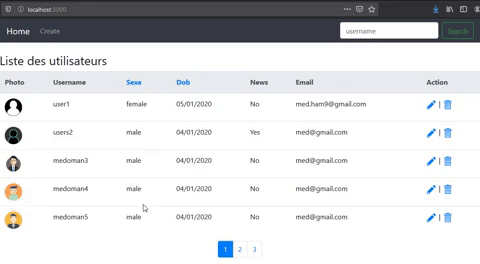 localhost:3000
Home Create username Search
Liste des utilisateurs
Photo Username Sexe Dob News Email Action
user1 female 05/01/2020 No med.ham9@gmail.com |
users2 male 04/01/2020 Yes med@gmail.com |
medoman3 male 04/01/2020 No med@gmail.com |
medoman4 male 04/01/2020 No med@gmail.com |
medoman5 male 04/01/2020 No med@gmail.com |
1 2 3